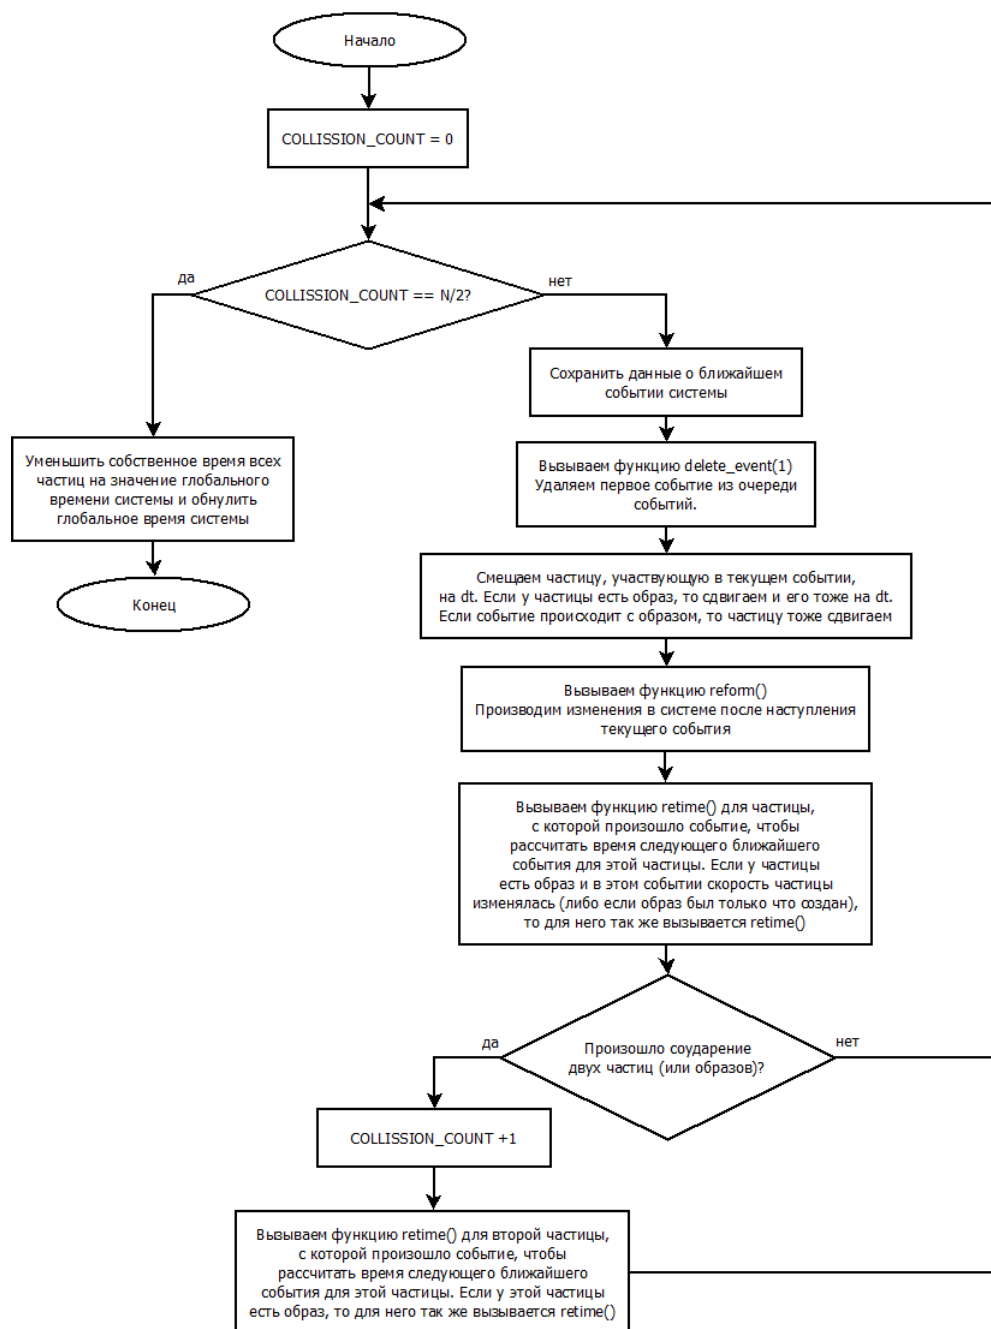 Начало
COLLISSION_COUNT = 0
COLLISSION_COUNT == N/2?
да
нет
Сохранить данные о ближайшем
событии системы
Уменьшить собственное время всех
частиц на значение глобального
времени системы и обнулить
глобальное время системы
Конец
Вызываем функцию delete_event(1)
Удаляем первое событие из очереди
событий.
Смещаем частицу, участвующую в текущем событии,
на dt. Если у частицы есть образ, то сдвигаем и его тоже на dt.
Если событие происходит с образом, то частицу тоже сдвигаем
Вызываем функцию reform()
Производим изменения в системе после наступления
текущего события
Вызываем функцию retime() для частицы,
с которой произошло событие, чтобы
рассчитать время следующего ближайшего
события для этой частицы. Если у частицы
есть образ и в этом событии скорость частицы
изменялась (либо если образ был только что создан),
то для него так же вызывается retime()
Произошло соударение
двух частиц (или образов)?
да
нет
COLLISSION_COUNT +1
Вызываем функцию retime() для второй частицы,
с которой произошло событие, чтобы
рассчитать время следующего ближайшего
события для этой частицы. Если у этой частицы
есть образ, то для него так же вызывается retime()